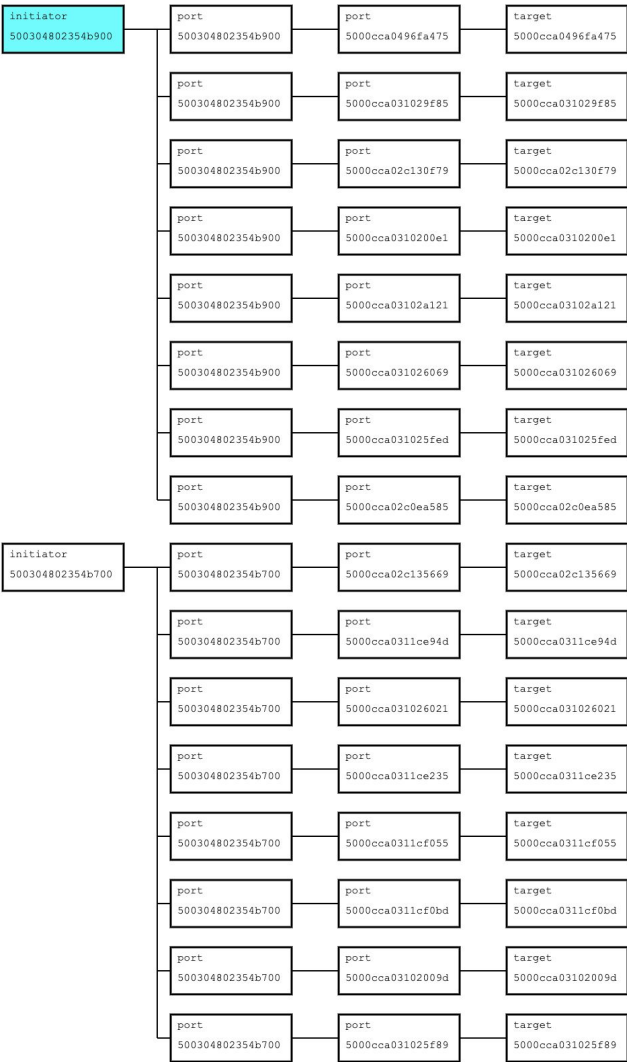 initiator
500304802354b900
port
500304802354b900
port
5000cca0496fa475
target
5000cca0496fa475
port
500304802354b900
port
5000cca031029f85
target
5000cca031029f85
port
500304802354b900
port
5000cca02c130f79
target
5000cca02c130f79
port
500304802354b900
port
5000cca0310200e1
target
5000cca0310200e1
port
500304802354b900
port
5000cca03102a121
target
5000cca03102a121
port
500304802354b900
port
5000cca031026069
target
5000cca031026069
port
500304802354b900
port
5000cca031025fed
target
5000cca031025fed
port
500304802354b900
port
5000cca02c0ea585
target
5000cca02c0ea585
initiator
500304802354b700
port
500304802354b700
port
5000cca02c135669
target
5000cca02c135669
port
500304802354b700
port
5000cca0311ce94d
target
5000cca0311ce94d
port
500304802354b700
port
5000cca031026021
target
5000cca031026021
port
500304802354b700
port
5000cca0311ce235
target
5000cca0311ce235
port
500304802354b700
port
5000cca0311cf055
target
5000cca0311cf055
port
500304802354b700
port
5000cca0311cf0bd
target
5000cca0311cf0bd
port
500304802354b700
port
5000cca03102009d
target
5000cca03102009d
port
500304802354b700
port
5000cca031025f89
target
5000cca031025f89